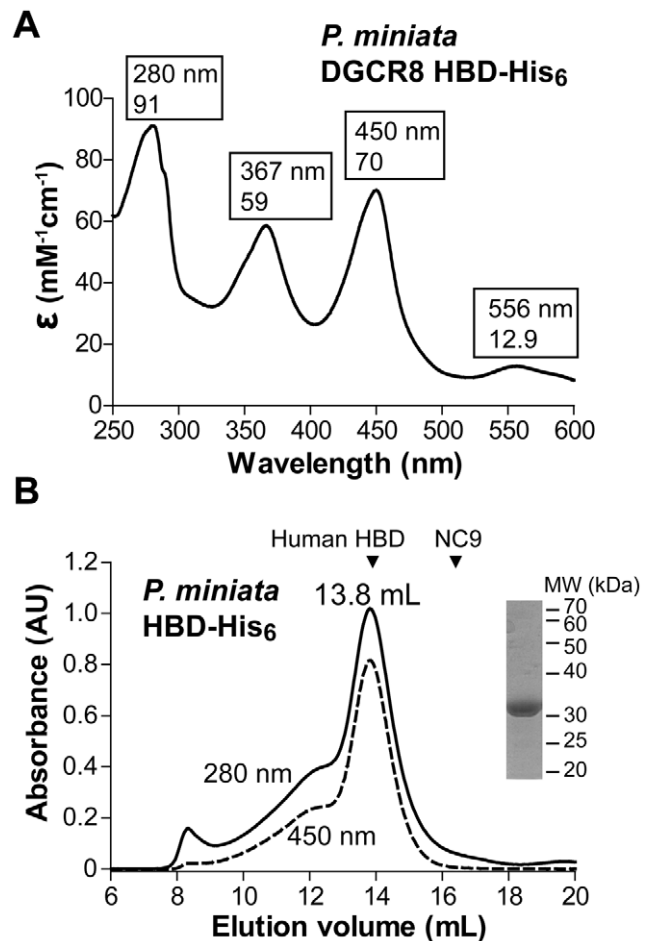 A
P. miniata
DGCR8 HBD-His6
280 nm
91
367 nm
59
450 nm
70
556 nm
12.9
100
80
60
40
20
0
ε (mM-1cm-1)
250 300 350 400 450 500 550 600
Wavelength (nm)
B
Human HBD NC9
P. miniata
HBD-His6
13.8 mL
MW (kDa)
70
60
50
40
30
25
20
280 nm
450 nm
1.2
1.0
0.8
0.6
0.4
0.2
0
Absorbance (AU)
6 8 10 12 14 16 18 20
Elution volume (mL)